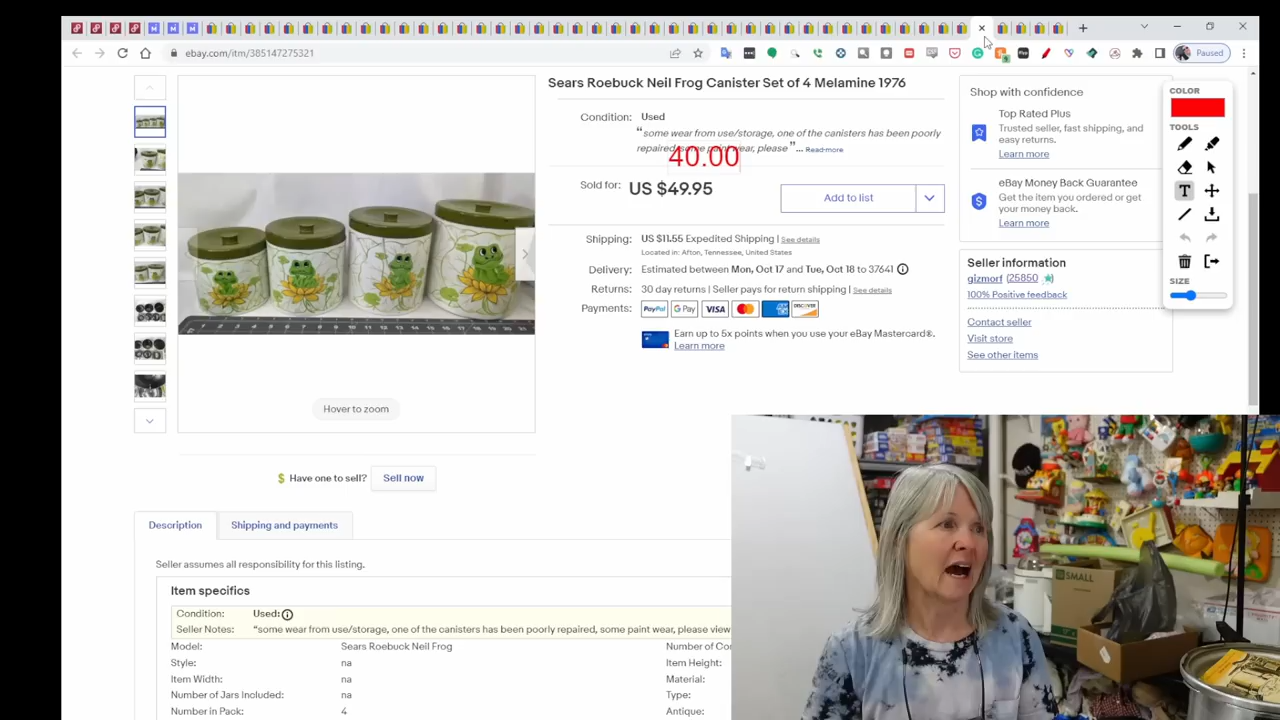 ebay.com/itm/385147275321
Paused
Sears Roebuck Neil Frog Canister Set of 4 Melamine 1976
Condition: Used
"some wear from use/storage, one of the canisters has been poorly
repaired, some paint wear, please"... Read more
40.00
Sold for: US $49.95
Add to list
Shipping: US $11.55 Expedited Shipping | See details
Located in: Afton, Tennessee, United States
Delivery: Estimated between Mon, Oct 17 and Tue, Oct 18 to 37641
Returns: 30 day returns | Seller pays for return shipping | See details
Payments: PayPal G Pay VISA
Earn up to 5x points when you use your eBay Mastercard®.
Learn more
Shop with confidence
Top Rated Plus
Trusted seller, fast shipping, and
easy returns.
Learn more
eBay Money Back Guarantee
Get the item you ordered or get
your money back.
Learn more
Seller information
gizmorf (25850)
100% Positive feedback
Contact seller
Visit store
See other items
COLOR
TOOLS
T
SIZE
Hover to zoom
$ Have one to sell? Sell now
Description Shipping and payments
Seller assumes all responsibility for this listing.
Item specifics
Condition: Used:
Seller Notes: "some wear from use/storage, one of the canisters has been poorly repaired, some paint wear, please view
Model: Sears Roebuck Neil Frog
Number of Co
Style: na
Item Height:
Item Width: na
Material:
Number of Jars Included: na
Type:
Number in Pack: 4
Antique:
SMALL